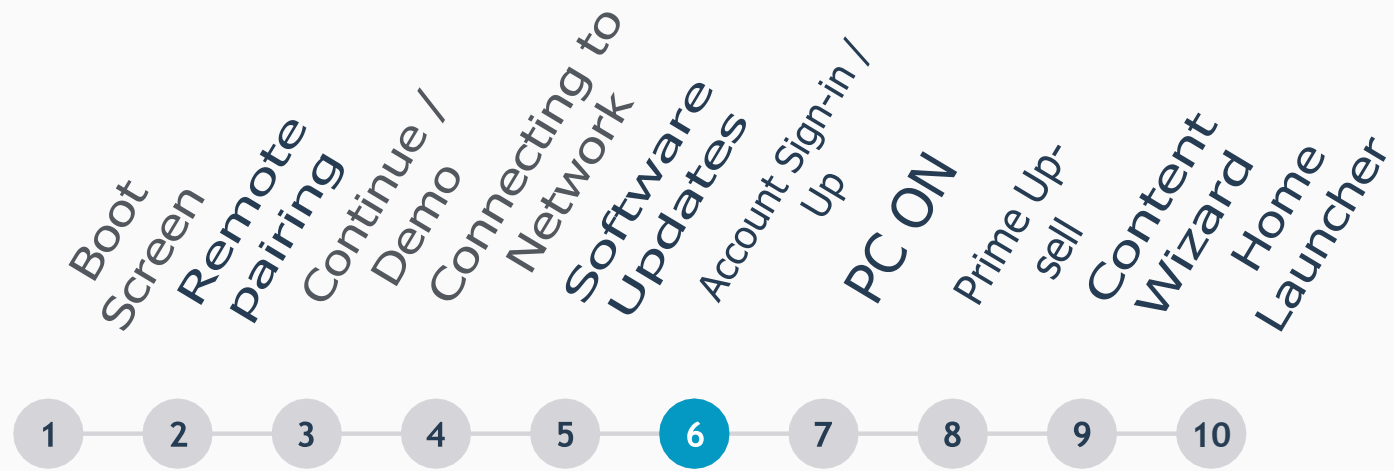 Boot
Screen
Remote
pairing
Continue /
Demo
Connecting to
Network
Software
Updates
Account Sign-in /
Up
PC ON
Prime Up-
sell
Content
Wizard
Home
Launcher
1 2 3 4 5 6 7 8 9 10